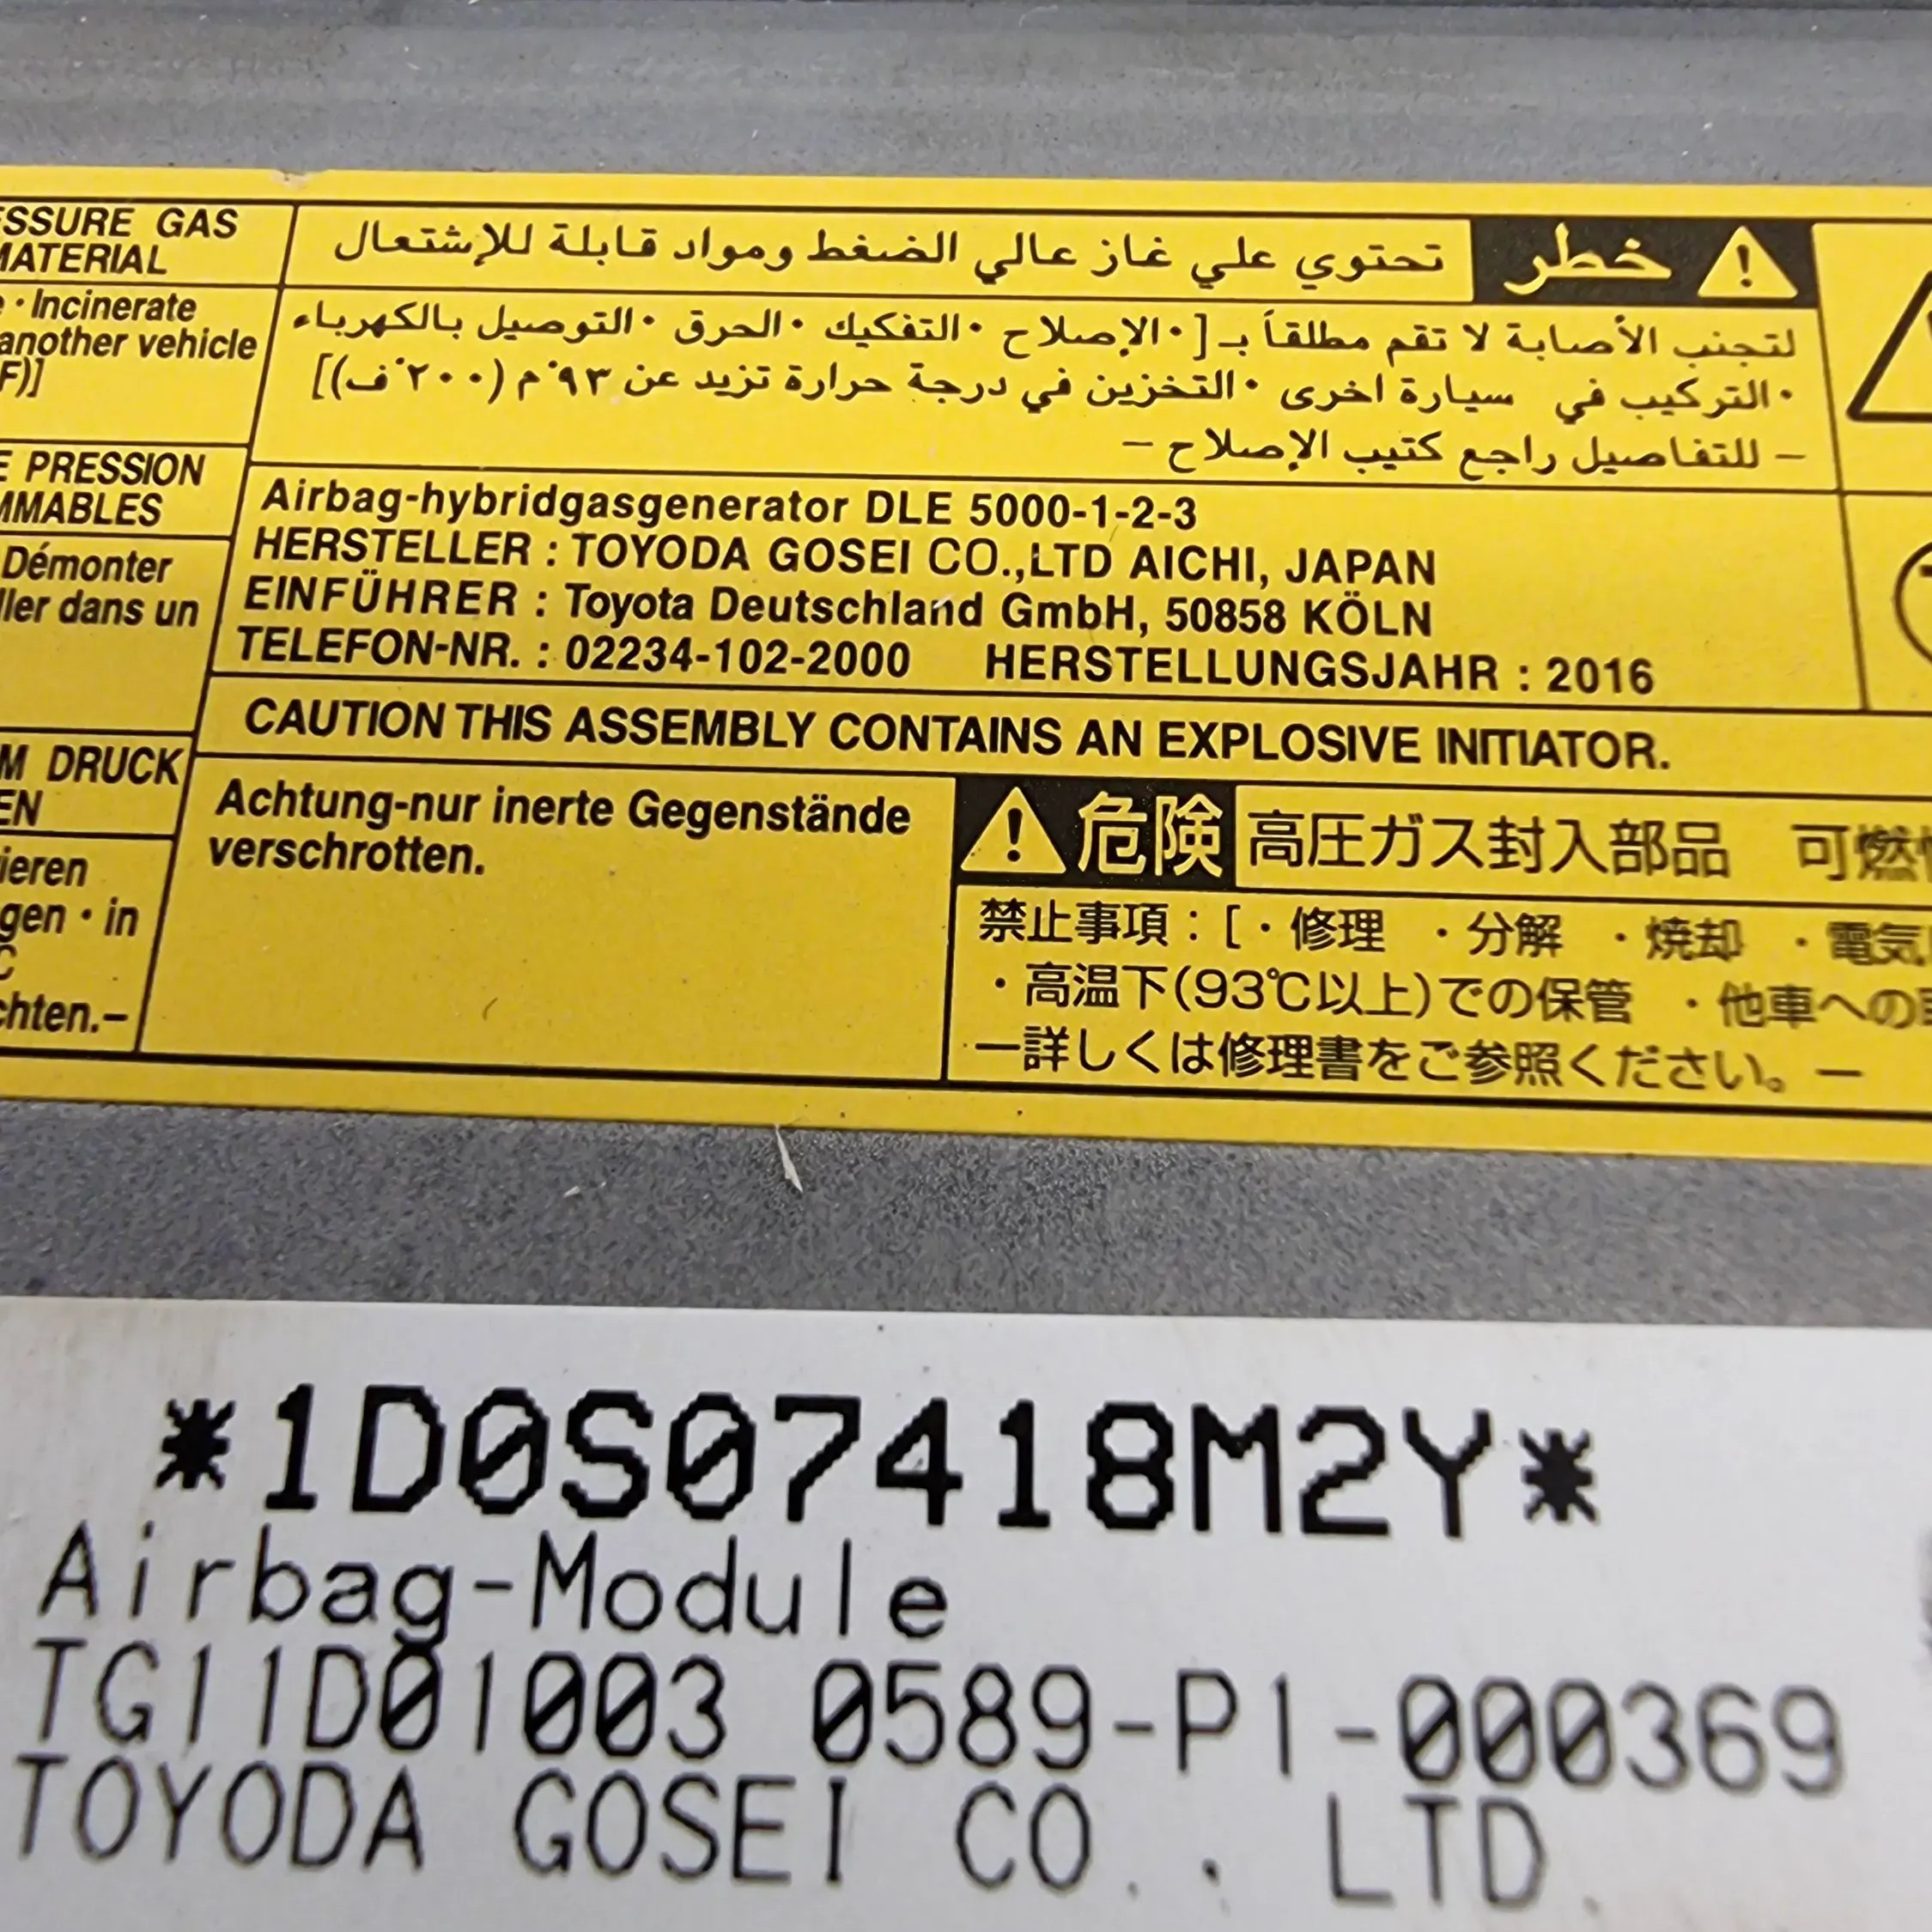 SSURE GAS
MATERIAL
· Incinerate
another vehicle
F)]
E PRESSION
MMABLES
Démonter
ller dans un
M DRUCK
EN
ieren
gen · in
C
chten.–
خطر
تحتوي علي غاز عالي الضغط ومواد قابلة للإشتعال
لتجنب الأصابة لا تقم مطلقاً بـ [ ·الإصلاح ·التفكيك ·الحرق ·التوصيل بالكهرباء
·التركيب في سيارة اخرى ·التخزين في درجة حرارة تزيد عن ٩٣°م (٢٠٠°ف)]
– للتفاصيل راجع كتيب الإصلاح –
Airbag-hybridgasgenerator DLE 5000-1-2-3
HERSTELLER : TOYODA GOSEI CO.,LTD AICHI, JAPAN
EINFÜHRER : Toyota Deutschland GmbH, 50858 KÖLN
TELEFON-NR. : 02234-102-2000 HERSTELLUNGSJAHR : 2016
CAUTION THIS ASSEMBLY CONTAINS AN EXPLOSIVE INITIATOR.
Achtung-nur inerte Gegenstände
verschrotten.
危険 高圧ガス封入部品 可燃
禁止事項：[・修理 ・分解 ・焼却 ・電気
・高温下(93℃以上)での保管 ・他車への
ー詳しくは修理書をご参照ください。ー
*1D0S07418M2Y*
Airbag-Module
TG11D01003 0589-P1-000369
TOYODA GOSEI CO., LTD.